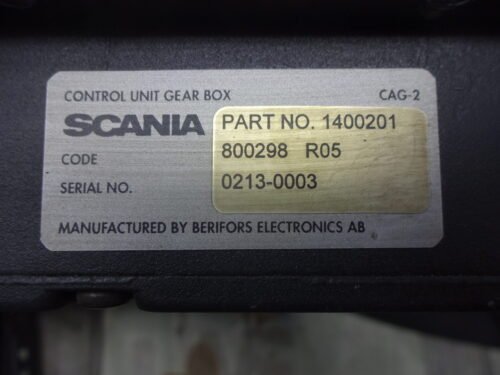 CONTROL UNIT GEAR BOX CAG-2
SCANIA PART NO. 1400201
CODE 800298 R05
SERIAL NO. 0213-0003
MANUFACTURED BY BERIFORS ELECTRONICS AB